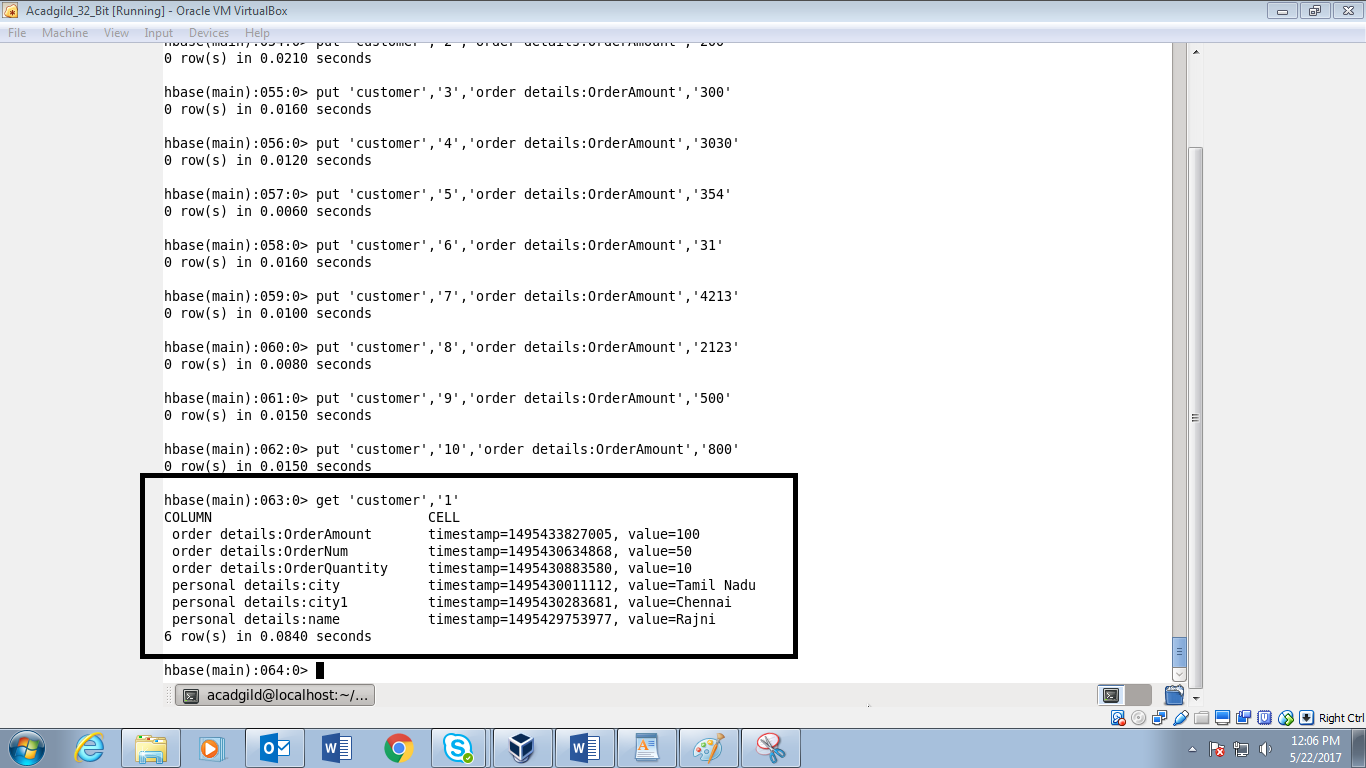 Acadgild_32_Bit [Running] - Oracle VM VirtualBox
File Machine View Input Devices Help
hbase(main):054:0> put 'customer','2','order details:OrderAmount','200'
0 row(s) in 0.0210 seconds
hbase(main):055:0> put 'customer','3','order details:OrderAmount','300'
0 row(s) in 0.0160 seconds
hbase(main):056:0> put 'customer','4','order details:OrderAmount','3030'
0 row(s) in 0.0120 seconds
hbase(main):057:0> put 'customer','5','order details:OrderAmount','354'
0 row(s) in 0.0060 seconds
hbase(main):058:0> put 'customer','6','order details:OrderAmount','31'
0 row(s) in 0.0160 seconds
hbase(main):059:0> put 'customer','7','order details:OrderAmount','4213'
0 row(s) in 0.0100 seconds
hbase(main):060:0> put 'customer','8','order details:OrderAmount','2123'
0 row(s) in 0.0080 seconds
hbase(main):061:0> put 'customer','9','order details:OrderAmount','500'
0 row(s) in 0.0150 seconds
hbase(main):062:0> put 'customer','10','order details:OrderAmount','800'
0 row(s) in 0.0150 seconds
hbase(main):063:0> get 'customer','1'
COLUMN CELL
order details:OrderAmount timestamp=1495433827005, value=100
order details:OrderNum timestamp=1495430634868, value=50
order details:OrderQuantity timestamp=1495430883580, value=10
personal details:city timestamp=1495430011112, value=Tamil Nadu
personal details:city1 timestamp=1495430283681, value=Chennai
personal details:name timestamp=1495429753977, value=Rajni
6 row(s) in 0.0840 seconds
hbase(main):064:0>
acadgild@localhost:~/...
Right Ctrl
12:06 PM
5/22/2017